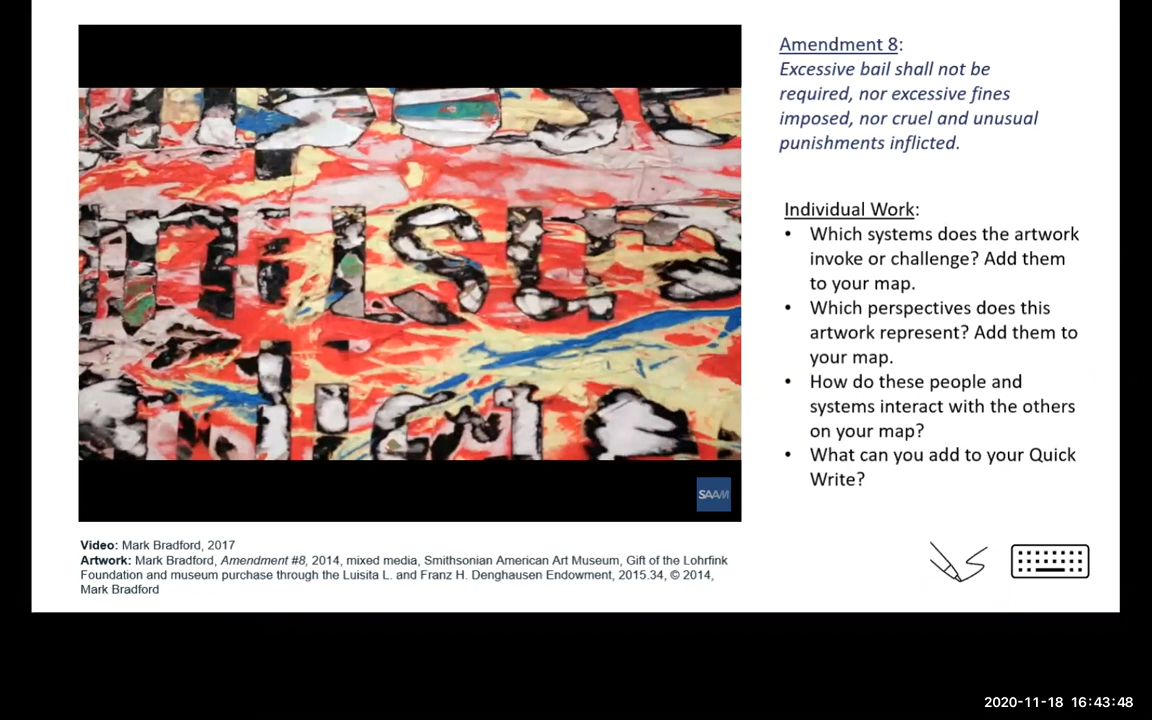 Amendment 8:
Excessive bail shall not be
required, nor excessive fines
imposed, nor cruel and unusual
punishments inflicted.
Individual Work:
• Which systems does the artwork
invoke or challenge? Add them
to your map.
• Which perspectives does this
artwork represent? Add them to
your map.
• How do these people and
systems interact with the others
on your map?
• What can you add to your Quick
Write?
SAAM
Video: Mark Bradford, 2017
Artwork: Mark Bradford, Amendment #8, 2014, mixed media, Smithsonian American Art Museum, Gift of the Lohrfink
Foundation and museum purchase through the Luisita L. and Franz H. Denghausen Endowment, 2015.34, © 2014,
Mark Bradford
2020-11-18 16:43:48